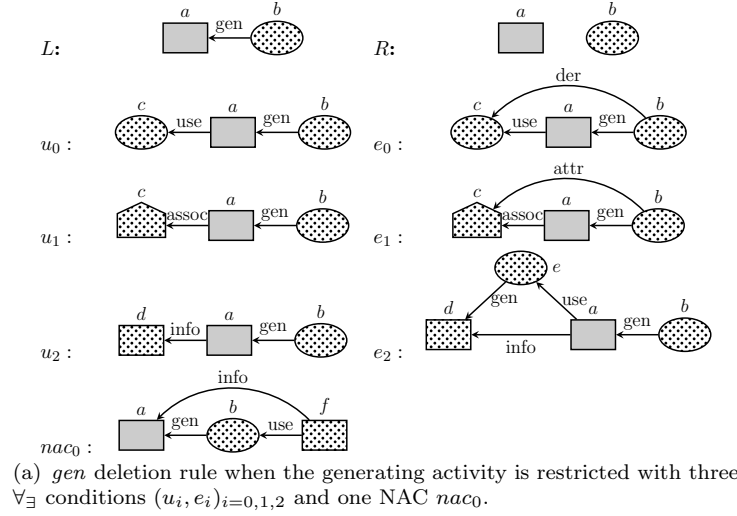 a gen b a b
L: R:
der
c a b c a b
use gen use gen
u₀ : e₀ :
attr
c a b c a b
assoc gen assoc gen
u₁ : e₁ :
e
d a b d gen use a b
info gen gen
u₂ : e₂ : info
info
a b f
gen use
nac₀ :
(a) gen deletion rule when the generating activity is restricted with three
∀∃ conditions (uᵢ, eᵢ)ᵢ₌₀,₁,₂ and one NAC nac₀.